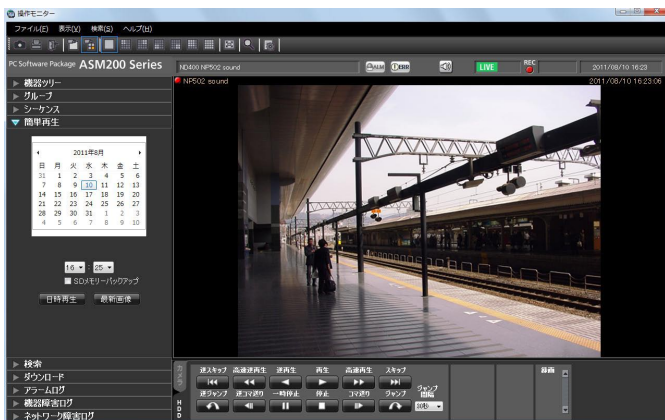 操作モニター
ファイル(F) 表示(V) 検索(S) ヘルプ(H)
PC Software Package ASM200 Series
ND400 NP502 sound
ALM
ERR
LIVE
REC
2011/08/10 16:23
NP502 sound
2011/08/10 16:23:06
機器ツリー
グループ
シーケンス
簡単再生
2011年8月
日 月 火 水 木 金 土
31 1 2 3 4 5 6
7 8 9 10 11 12 13
14 15 16 17 18 19 20
21 22 23 24 25 26 27
28 29 30 31 1 2 3
4 5 6 7 8 9 10
16 : 25
SDメモリーバックアップ
日時再生 最新画像
検索
ダウンロード
アラームログ
機器障害ログ
ネットワーク障害ログ
カメラ
HDD
逆スキップ 高速逆再生 逆再生 再生 高速再生 スキップ
逆ジャンプ 逆コマ送り 一時停止 停止 コマ送り ジャンプ
ジャンプ
間隔
30秒
録画